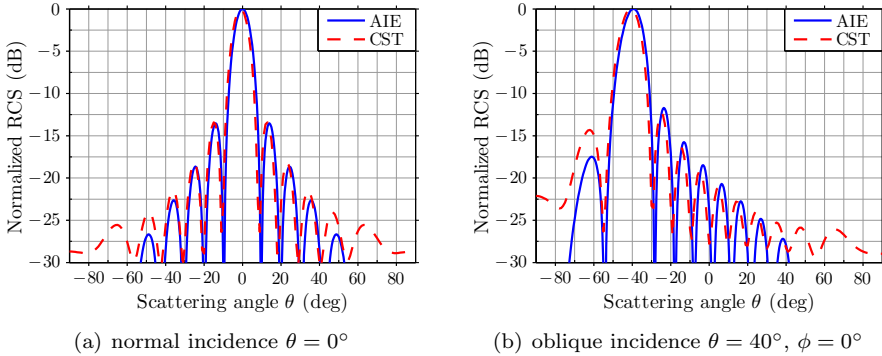 0
−5
−10
−15
−20
−25
−30
Normalized RCS (dB)
−80 −60 −40 −20 0 20 40 60 80
Scattering angle θ (deg)
AIE
CST
(a) normal incidence θ = 0°
0
−5
−10
−15
−20
−25
−30
Normalized RCS (dB)
−80 −60 −40 −20 0 20 40 60 80
Scattering angle θ (deg)
AIE
CST
(b) oblique incidence θ = 40°, ϕ = 0°